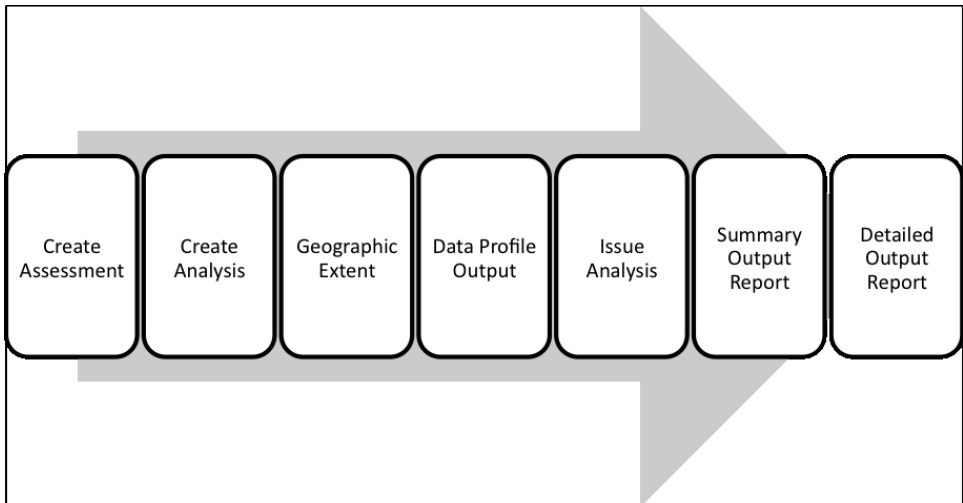 Create
Assessment
Create
Analysis
Geographic
Extent
Data Profile
Output
Issue
Analysis
Summary
Output
Report
Detailed
Output
Report